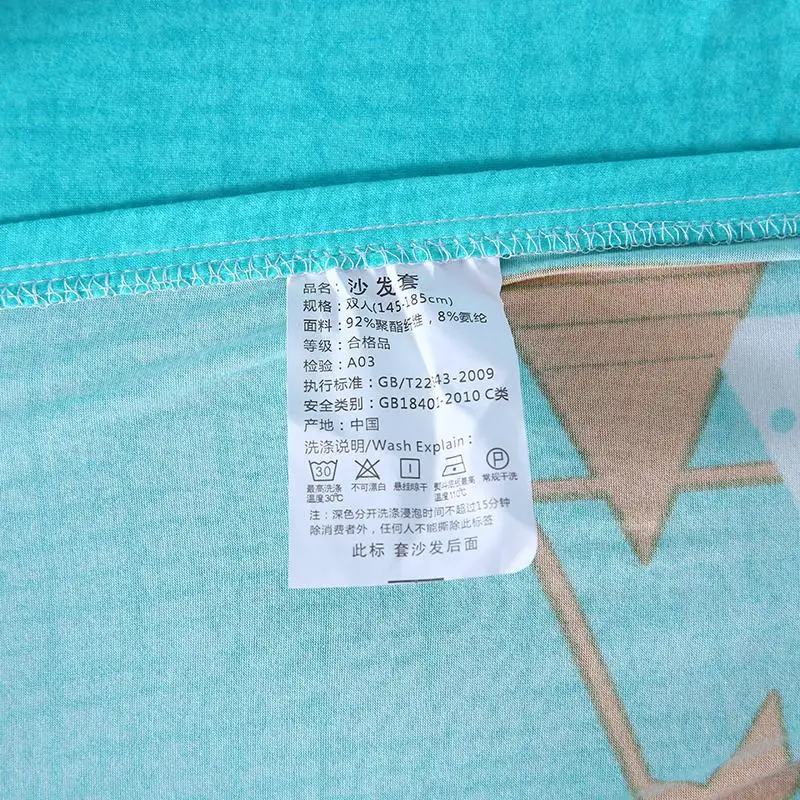 品名：沙发套
规格：双人(145-185cm)
面料：92%聚酯纤维，8%氨纶
等级：合格品
检验：A03
执行标准：GB/T22843-2009
安全类别：GB18401-2010 C类
产地：中国
洗涤说明/Wash Explain：
30 P
最高洗涤温度30℃ 不可漂白 悬线晾干 熨斗底板最高温度110℃ 常规干洗
注：深色分开洗涤浸泡时间不超过15分钟
除消费者外，任何人不能撕除此标签
此标 套沙发后面